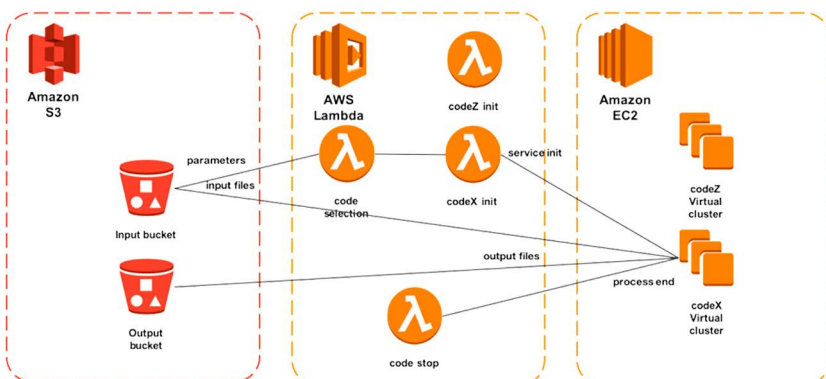 Amazon
S3
AWS
Lambda
codeZ init
Amazon
EC2
parameters
input files
code
selection
codeX init
service init
codeZ
Virtual
cluster
Input bucket
output files
process end
Output
bucket
code stop
codeX
Virtual
cluster